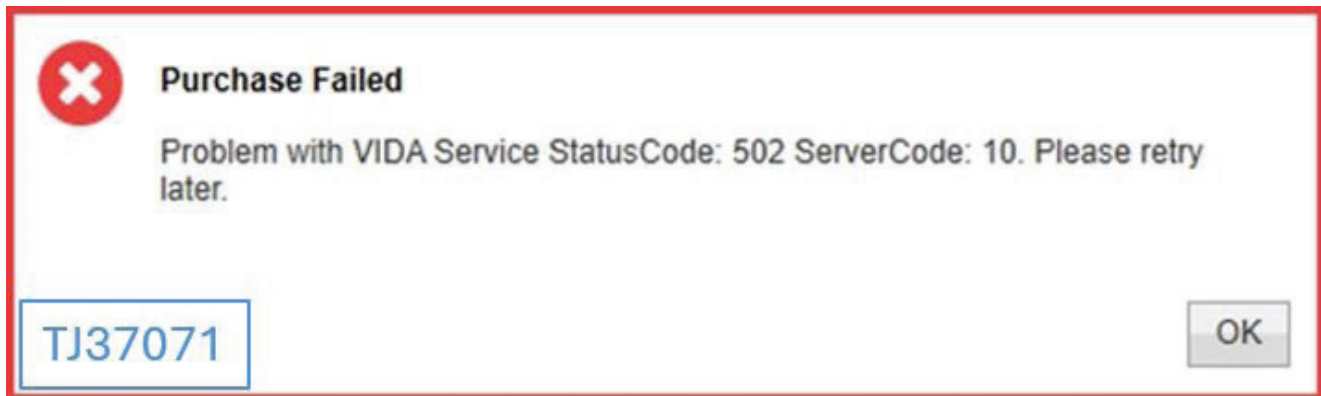 Purchase Failed
Problem with VIDA Service StatusCode: 502 ServerCode: 10. Please retry
later.
TJ37071
OK